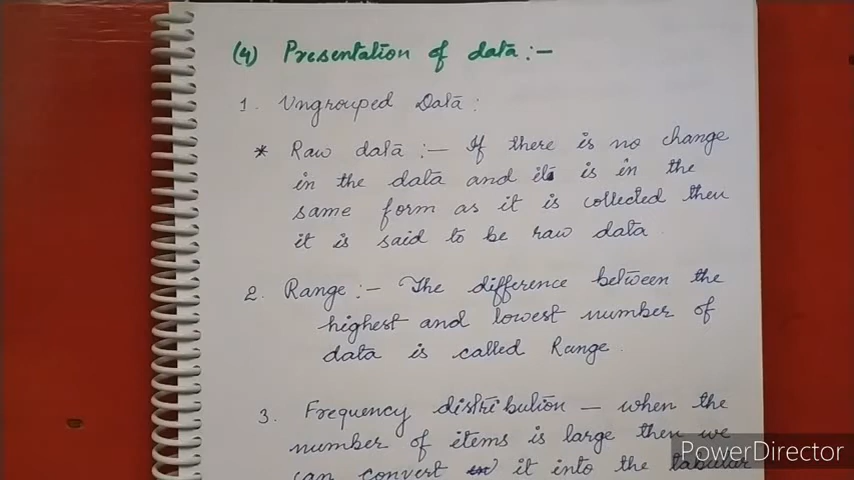 (4) Presentation of data :-
1. Ungrouped Data:
* Raw data :- If there is no change
in the data and it is in the
same form as it is collected then
it is said to be raw data.
2. Range :- The difference between the
highest and lowest number of
data is called Range.
3. Frequency distribution - when the
number of items is large then we
can convert it into the tabular
PowerDirector